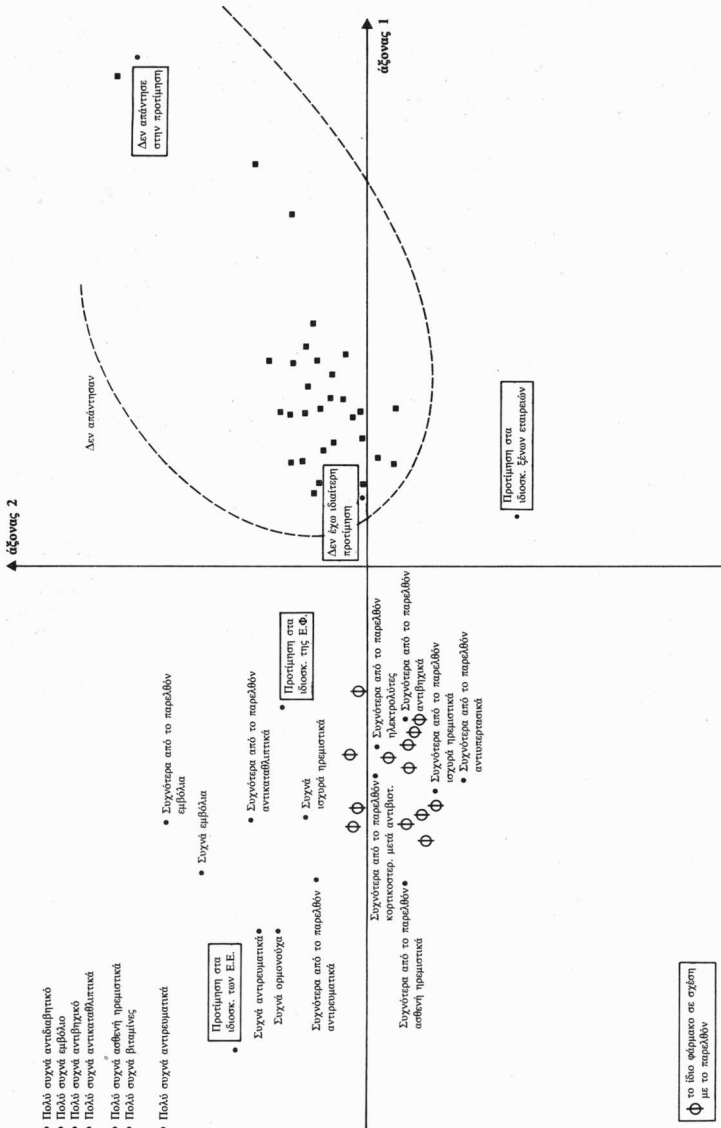 άξονας 2
άξονας 1
Δεν απάντησαν
Δεν απάντησε
στην προτίμηση
Δεν έχω ιδιαίτερη
προτίμηση
Προτίμηση στα
ιδιοσκ. ξένων εταιρειών
Προτίμηση στα
ιδιοσκ. της Ε.Φ.
Συχνότερα από το παρελθόν
εμβόλια
Συχνά εμβόλια
Συχνότερα από το παρελθόν
αντικαταθλιπτικά
Συχνά
ισχυρά ηρεμιστικά
Προτίμηση στα
ιδιοσκ. των Ε.Ε.
Συχνά αντιρευματικά
Συχνά ορμονούχα
Συχνότερα από το παρελθόν
αντιρευματικά
Πολύ συχνά αντιδιαβητικό
Πολύ συχνά εμβόλιο
Πολύ συχνά αντιβηχικό
Πολύ συχνά αντικαταθλιπτικά
Πολύ συχνά ασθενή ηρεμιστικά
Πολύ συχνά βιταμίνες
Πολύ συχνά αντιρευματικά
Συχνότερα από το παρελθόν
ηλεκτρολύτες
Συχνότερα από το παρελθόν
κορτικοστερ. μετά αντιβιοτ.
Συχνότερα από το παρελθόν
αντιβηχικά
Συχνότερα από το παρελθόν
ισχυρά ηρεμιστικά
Συχνότερα από το παρελθόν
αντιυπερτασικά
Συχνότερα από το παρελθόν
ασθενή ηρεμιστικά
Φ το ίδιο φάρμακο σε σχέση
με το παρελθόν